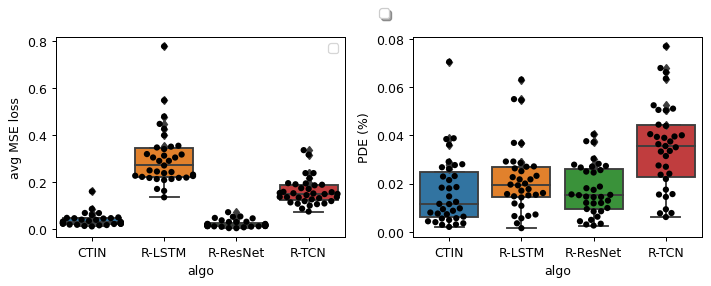 0.8
0.6
0.4
0.2
0.0
avg MSE loss
CTIN R-LSTM R-ResNet R-TCN
algo
0.08
0.06
0.04
0.02
0.00
PDE (%)
CTIN R-LSTM R-ResNet R-TCN
algo